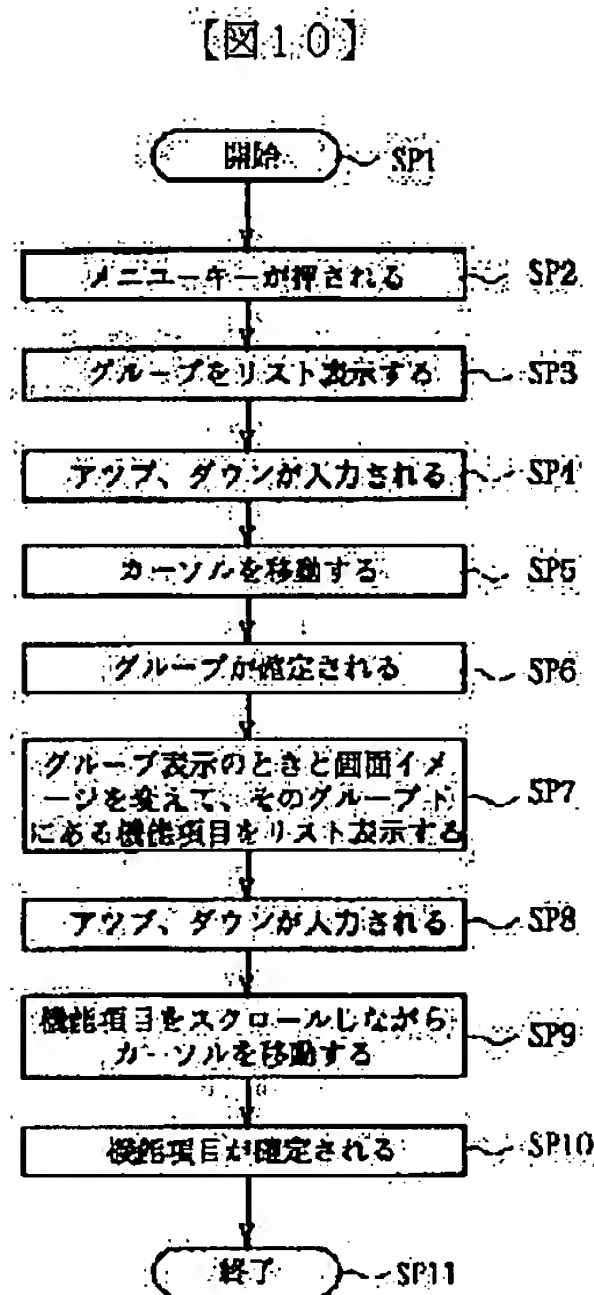 【図10】
開始 SP1
メニユーキーが押される SP2
グループをリスト表示する SP3
アツプ、ダウンが入力される SP4
カーソルを移動する SP5
グループが確定される SP6
グループ表示のときと画面イメ
ージを変えて、そのグループ下 SP7
にある機能項目をリスト表示する
アツプ、ダウンが入力される SP8
機能項目をスクロールしながら SP9
カーソルを移動する
機能項目が確定される SP10
終了 SP11